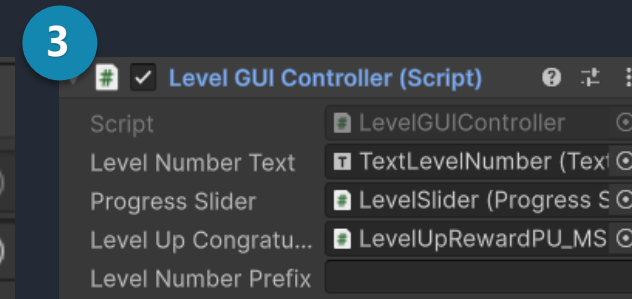 3
# Level GUI Controller (Script)
Script # LevelGUIController
Level Number Text T TextLevelNumber (Text
Progress Slider # LevelSlider (Progress S
Level Up Congratu... # LevelUpRewardPU_MS
Level Number Prefix